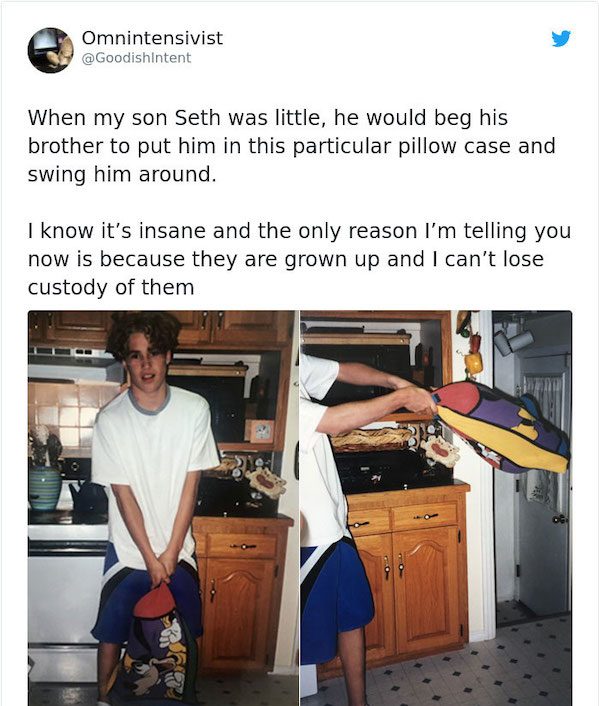 Omnintensivist
@GoodishIntent
When my son Seth was little, he would beg his
brother to put him in this particular pillow case and
swing him around.
I know it’s insane and the only reason I’m telling you
now is because they are grown up and I can’t lose
custody of them